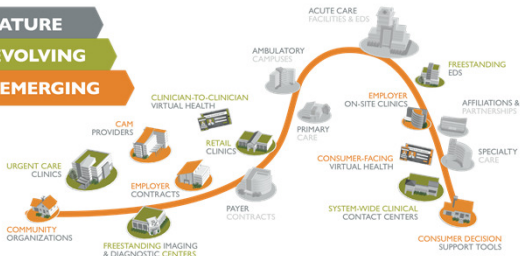 ATURE
EVOLVING
EMERGING
ACUTE CARE
FACILITIES & EDS
AMBULATORY
CAMPUSES
FREESTANDING
EDS
CLINICIAN-TO-CLINICIAN
VIRTUAL HEALTH
EMPLOYER
ON-SITE CLINICS
AFFILIATIONS &
PARTNERSHIPS
CAM
PROVIDERS
PRIMARY
CARE
RETAIL
CLINICS
SPECIALTY
CARE
URGENT CARE
CLINICS
CONSUMER-FACING
VIRTUAL HEALTH
EMPLOYER
CONTRACTS
PAYER
CONTRACTS
SYSTEM-WIDE CLINICAL
CONTACT CENTERS
COMMUNITY
ORGANIZATIONS
FREESTANDING IMAGING
& DIAGNOSTIC CENTERS
CONSUMER DECISION
SUPPORT TOOLS